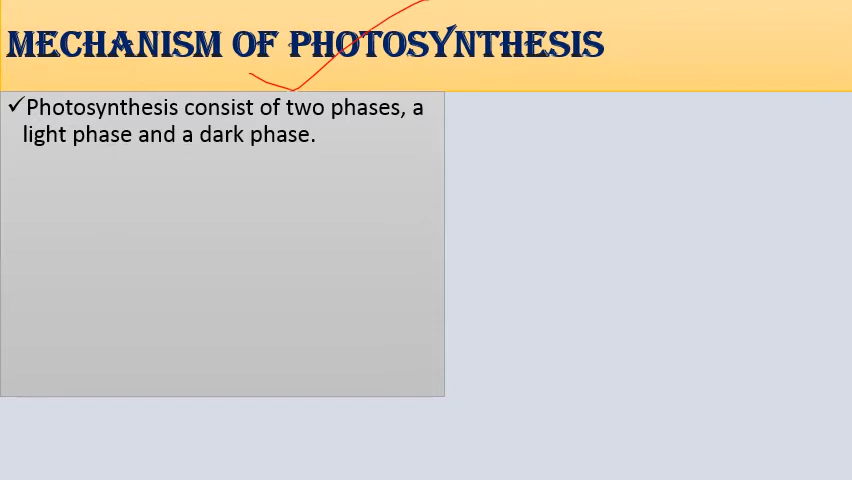 MECHANISM OF PHOTOSYNTHESIS
✓Photosynthesis consist of two phases, a
light phase and a dark phase.